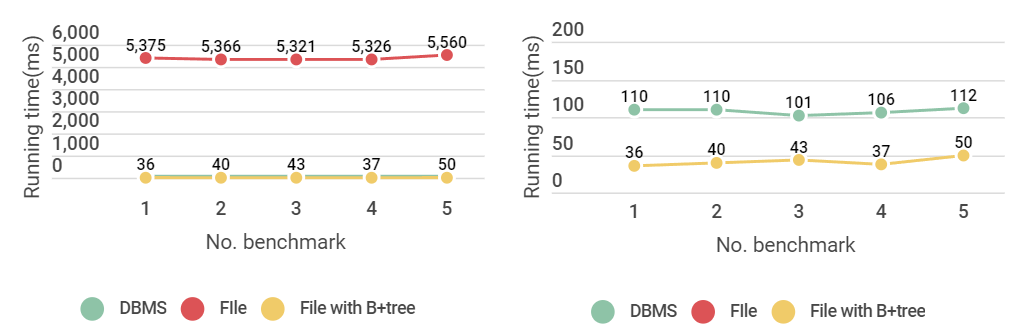 Running time(ms)
6,000
5,000
4,000
3,000
2,000
1,000
0
5,375 5,366 5,321 5,326 5,560
36 40 43 37 50
1 2 3 4 5
No. benchmark
DBMS FIle File with B+tree
Running time(ms)
200
150
100
50
0
110 110 101 106 112
36 40 43 37 50
1 2 3 4 5
No. benchmark
DBMS FIle File with B+tree